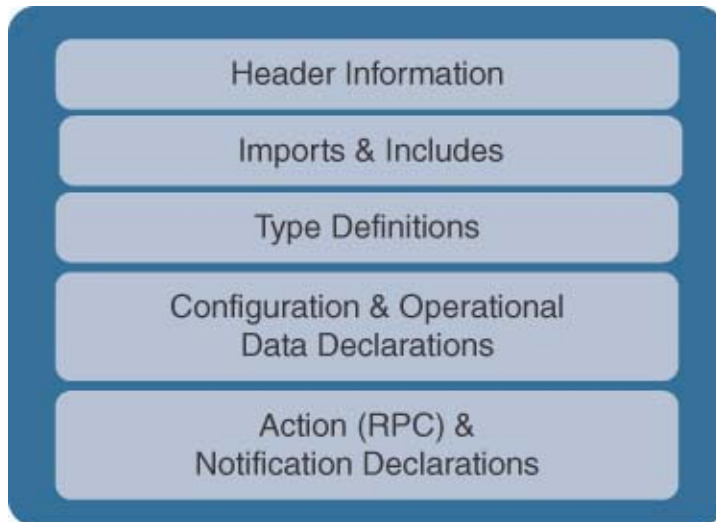 Header Information
Imports & Includes
Type Definitions
Configuration & Operational
Data Declarations
Action (RPC) &
Notification Declarations